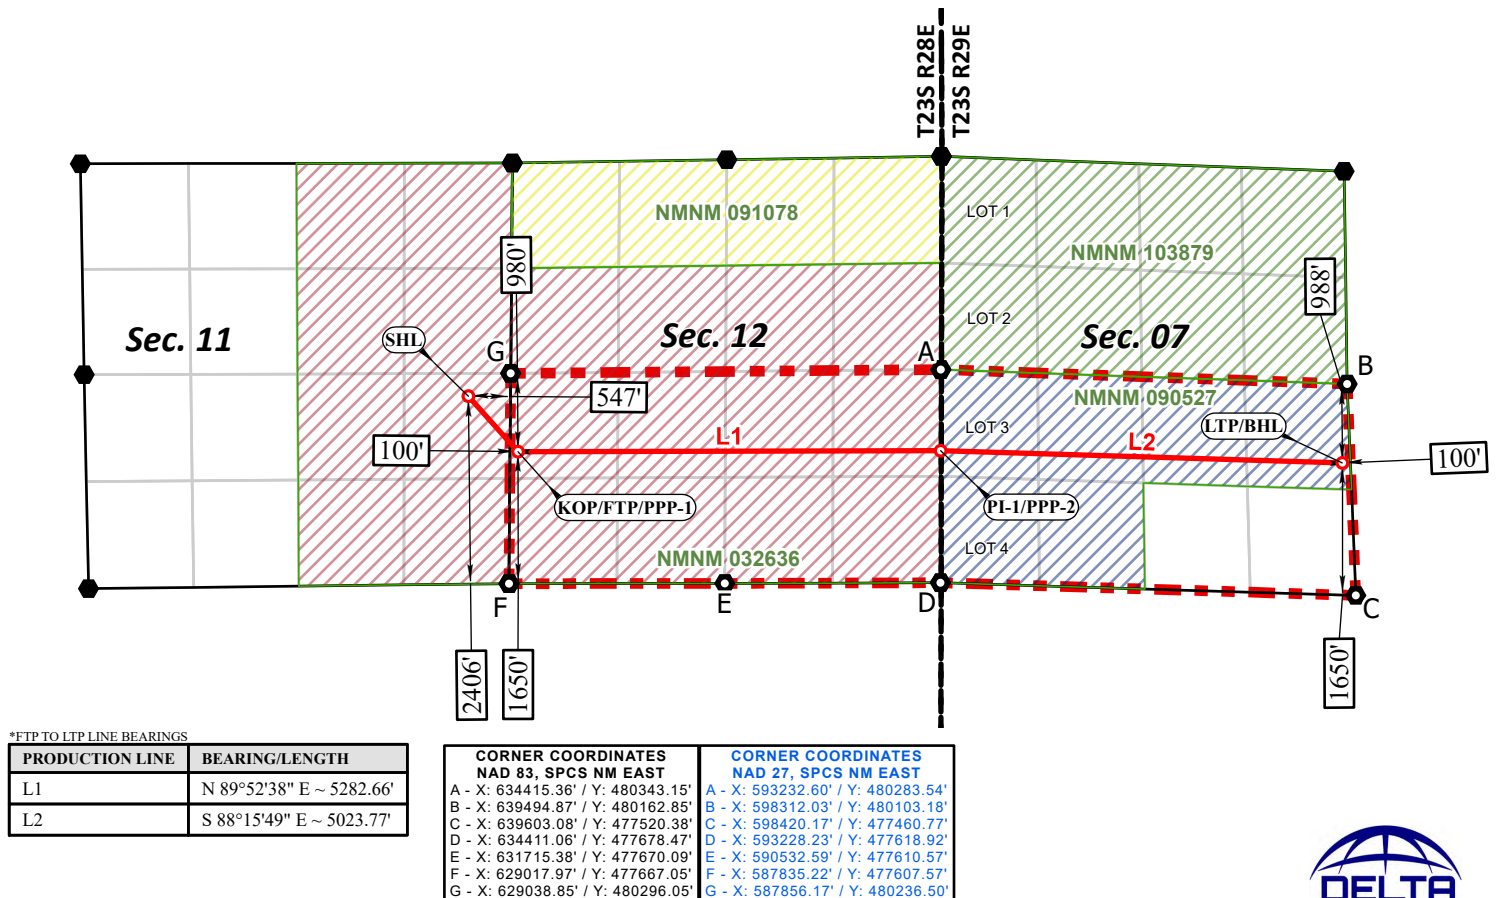 T23S R28E
T23S R29E
NMNM 091078
LOT 1
NMNM 103879
980'
988'
LOT 2
Sec. 11
SHL
Sec. 12
Sec. 07
G
A
B
547'
NMNM 090527
LOT 3
LTP/BHL
L1
L2
100'
100'
KOP/FTP/PPP-1
PI-1/PPP-2
LOT 4
NMNM 032636
F
E
D
C
2406'
1650'
1650'
*FTP TO LTP LINE BEARINGS
PRODUCTION LINE BEARING/LENGTH
L1 N 89°52'38" E ~ 5282.66'
L2 S 88°15'49" E ~ 5023.77'
CORNER COORDINATES
NAD 83, SPCS NM EAST
A - X: 634415.36' / Y: 480343.15'
B - X: 639494.87' / Y: 480162.85'
C - X: 639603.08' / Y: 477520.38'
D - X: 634411.06' / Y: 477678.47'
E - X: 631715.38' / Y: 477670.09'
F - X: 629017.97' / Y: 477667.05'
G - X: 629038.85' / Y: 480296.05'
CORNER COORDINATES
NAD 27, SPCS NM EAST
A - X: 593232.60' / Y: 480283.54'
B - X: 598312.03' / Y: 480103.18'
C - X: 598420.17' / Y: 477460.77'
D - X: 593228.23' / Y: 477618.92'
E - X: 590532.59' / Y: 477610.57'
F - X: 587835.22' / Y: 477607.57'
G - X: 587856.17' / Y: 480236.50'
DELTA